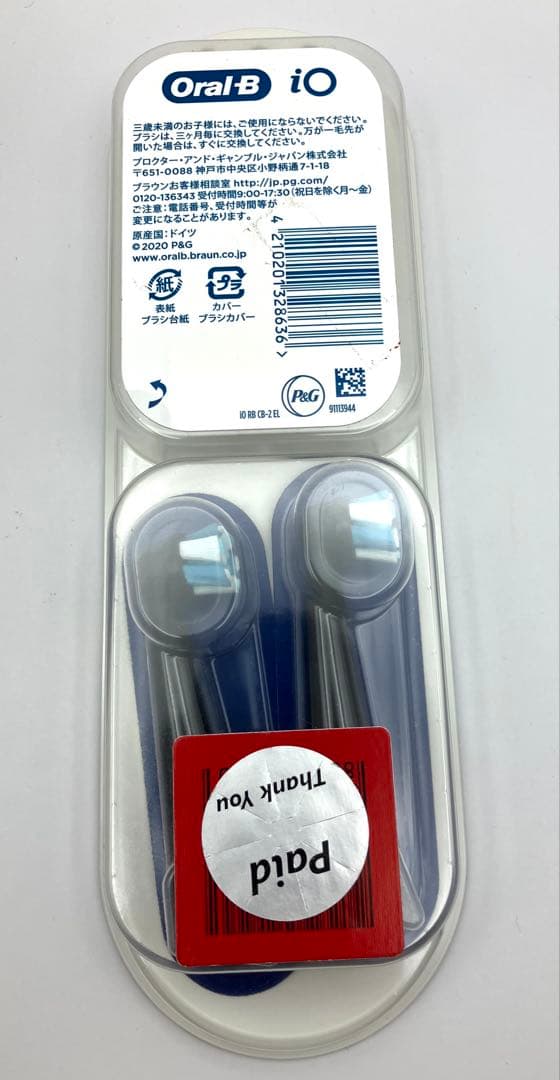 Oral-B iO
三歳未満のお子様には、ご使用にならないでください。
ブラシは、三ヶ月毎に交換してください。万が一毛先が
開いた場合は、すぐに交換してください。
プロクター・アンド・ギャンブル・ジャパン株式会社
〒651-0088 神戸市中央区小野柄通7-1-18
ブラウンお客様相談室 http://jp.pg.com/
0120-136343 受付時間9:00-17:30(祝日を除く月〜金)
ご注意:電話番号、受付時間等が
変更になることがあります。
原産国:ドイツ
©2020 P&G
www.oralb.braun.co.jp
4 210201 328636 >
紙
表紙
ブラシ台紙
プラ
カバー
ブラシカバー
P&G
iO RB CB-2 EL
91113944
Paid
Thank You